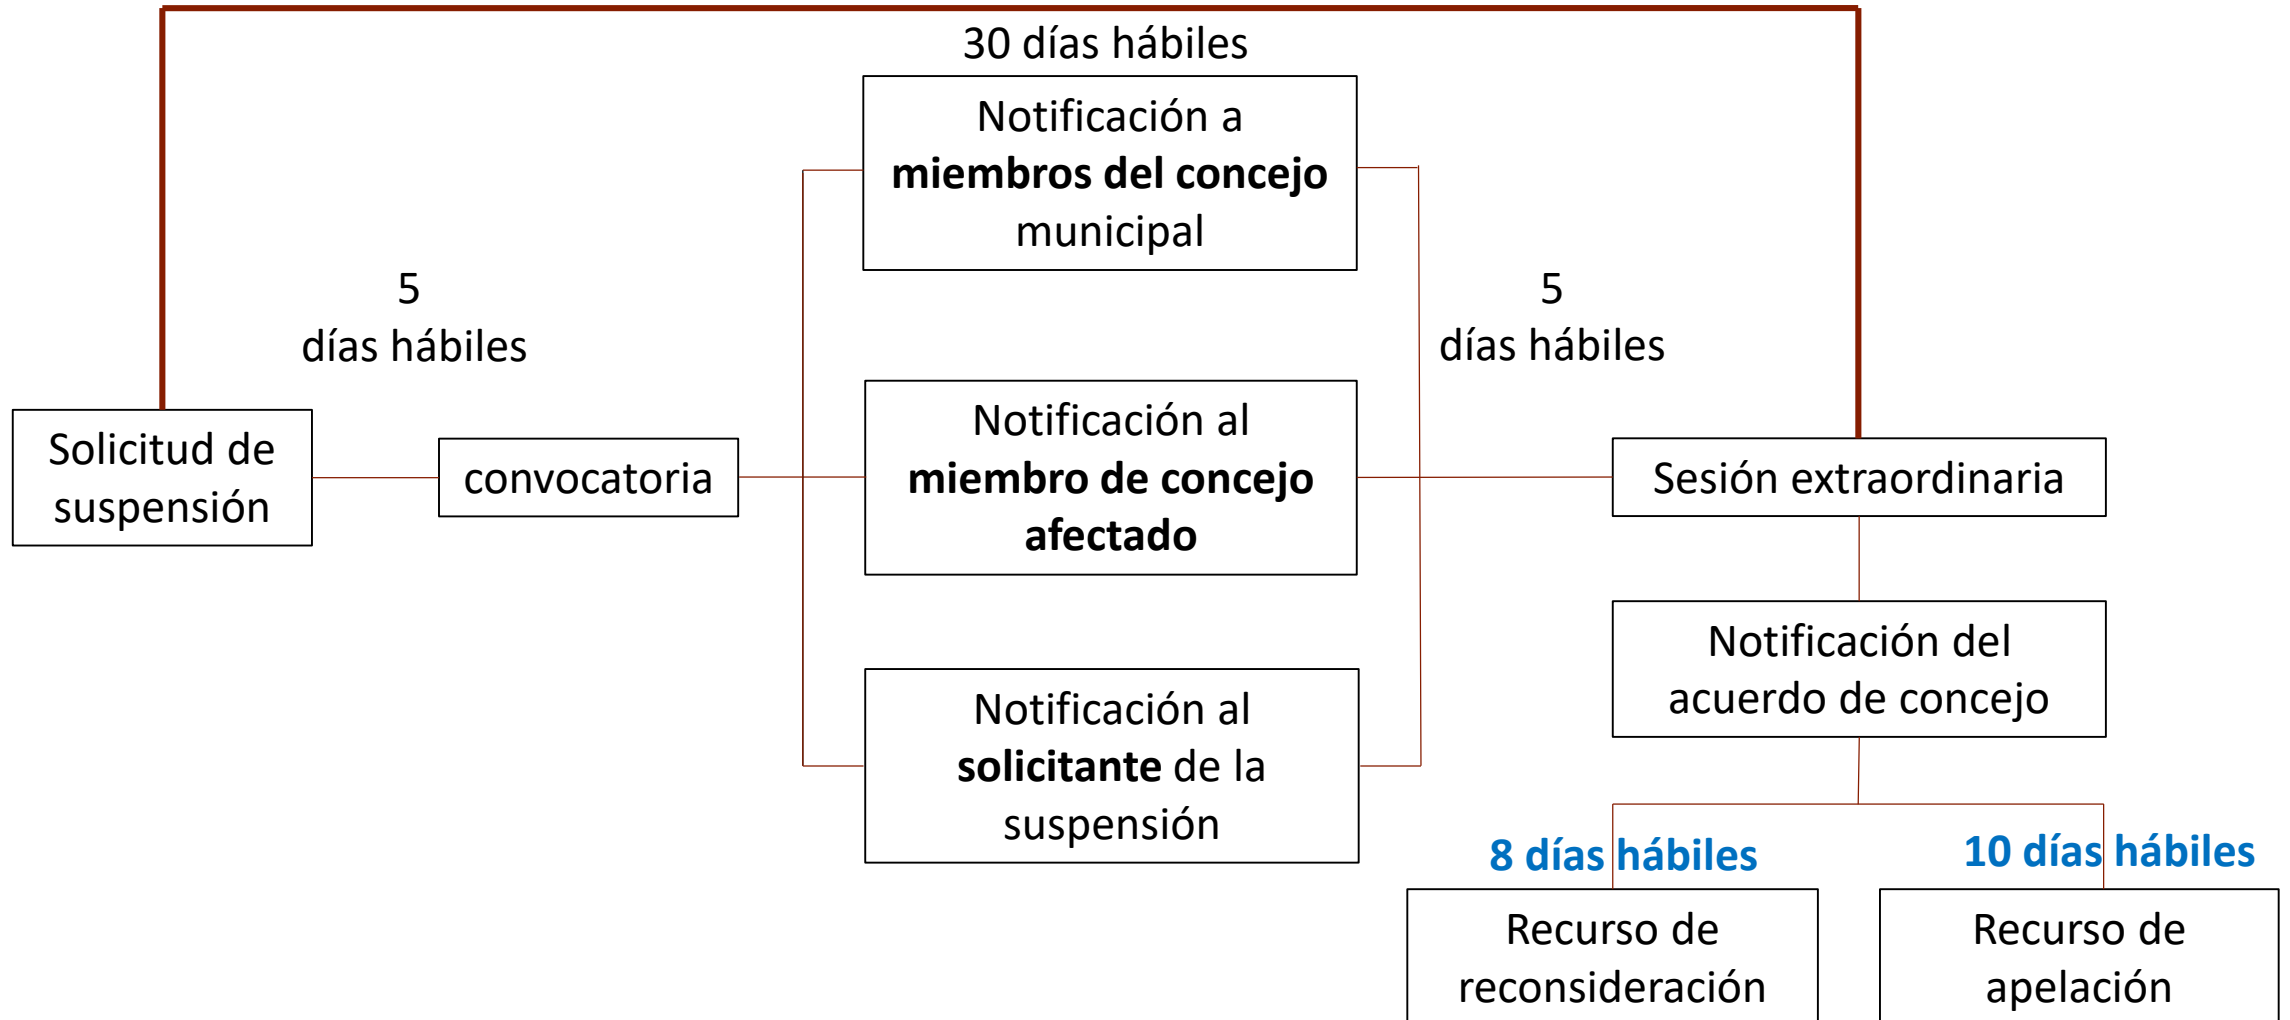 30 días hábiles
Notificación a
miembros del concejo
municipal
5
días hábiles
5
días hábiles
Solicitud de
suspensión
convocatoria
Notificación al
miembro de concejo
afectado
Sesión extraordinaria
Notificación al
solicitante de la
suspensión
Notificación del
acuerdo de concejo
8 días hábiles
10 días hábiles
Recurso de
reconsideración
Recurso de
apelación